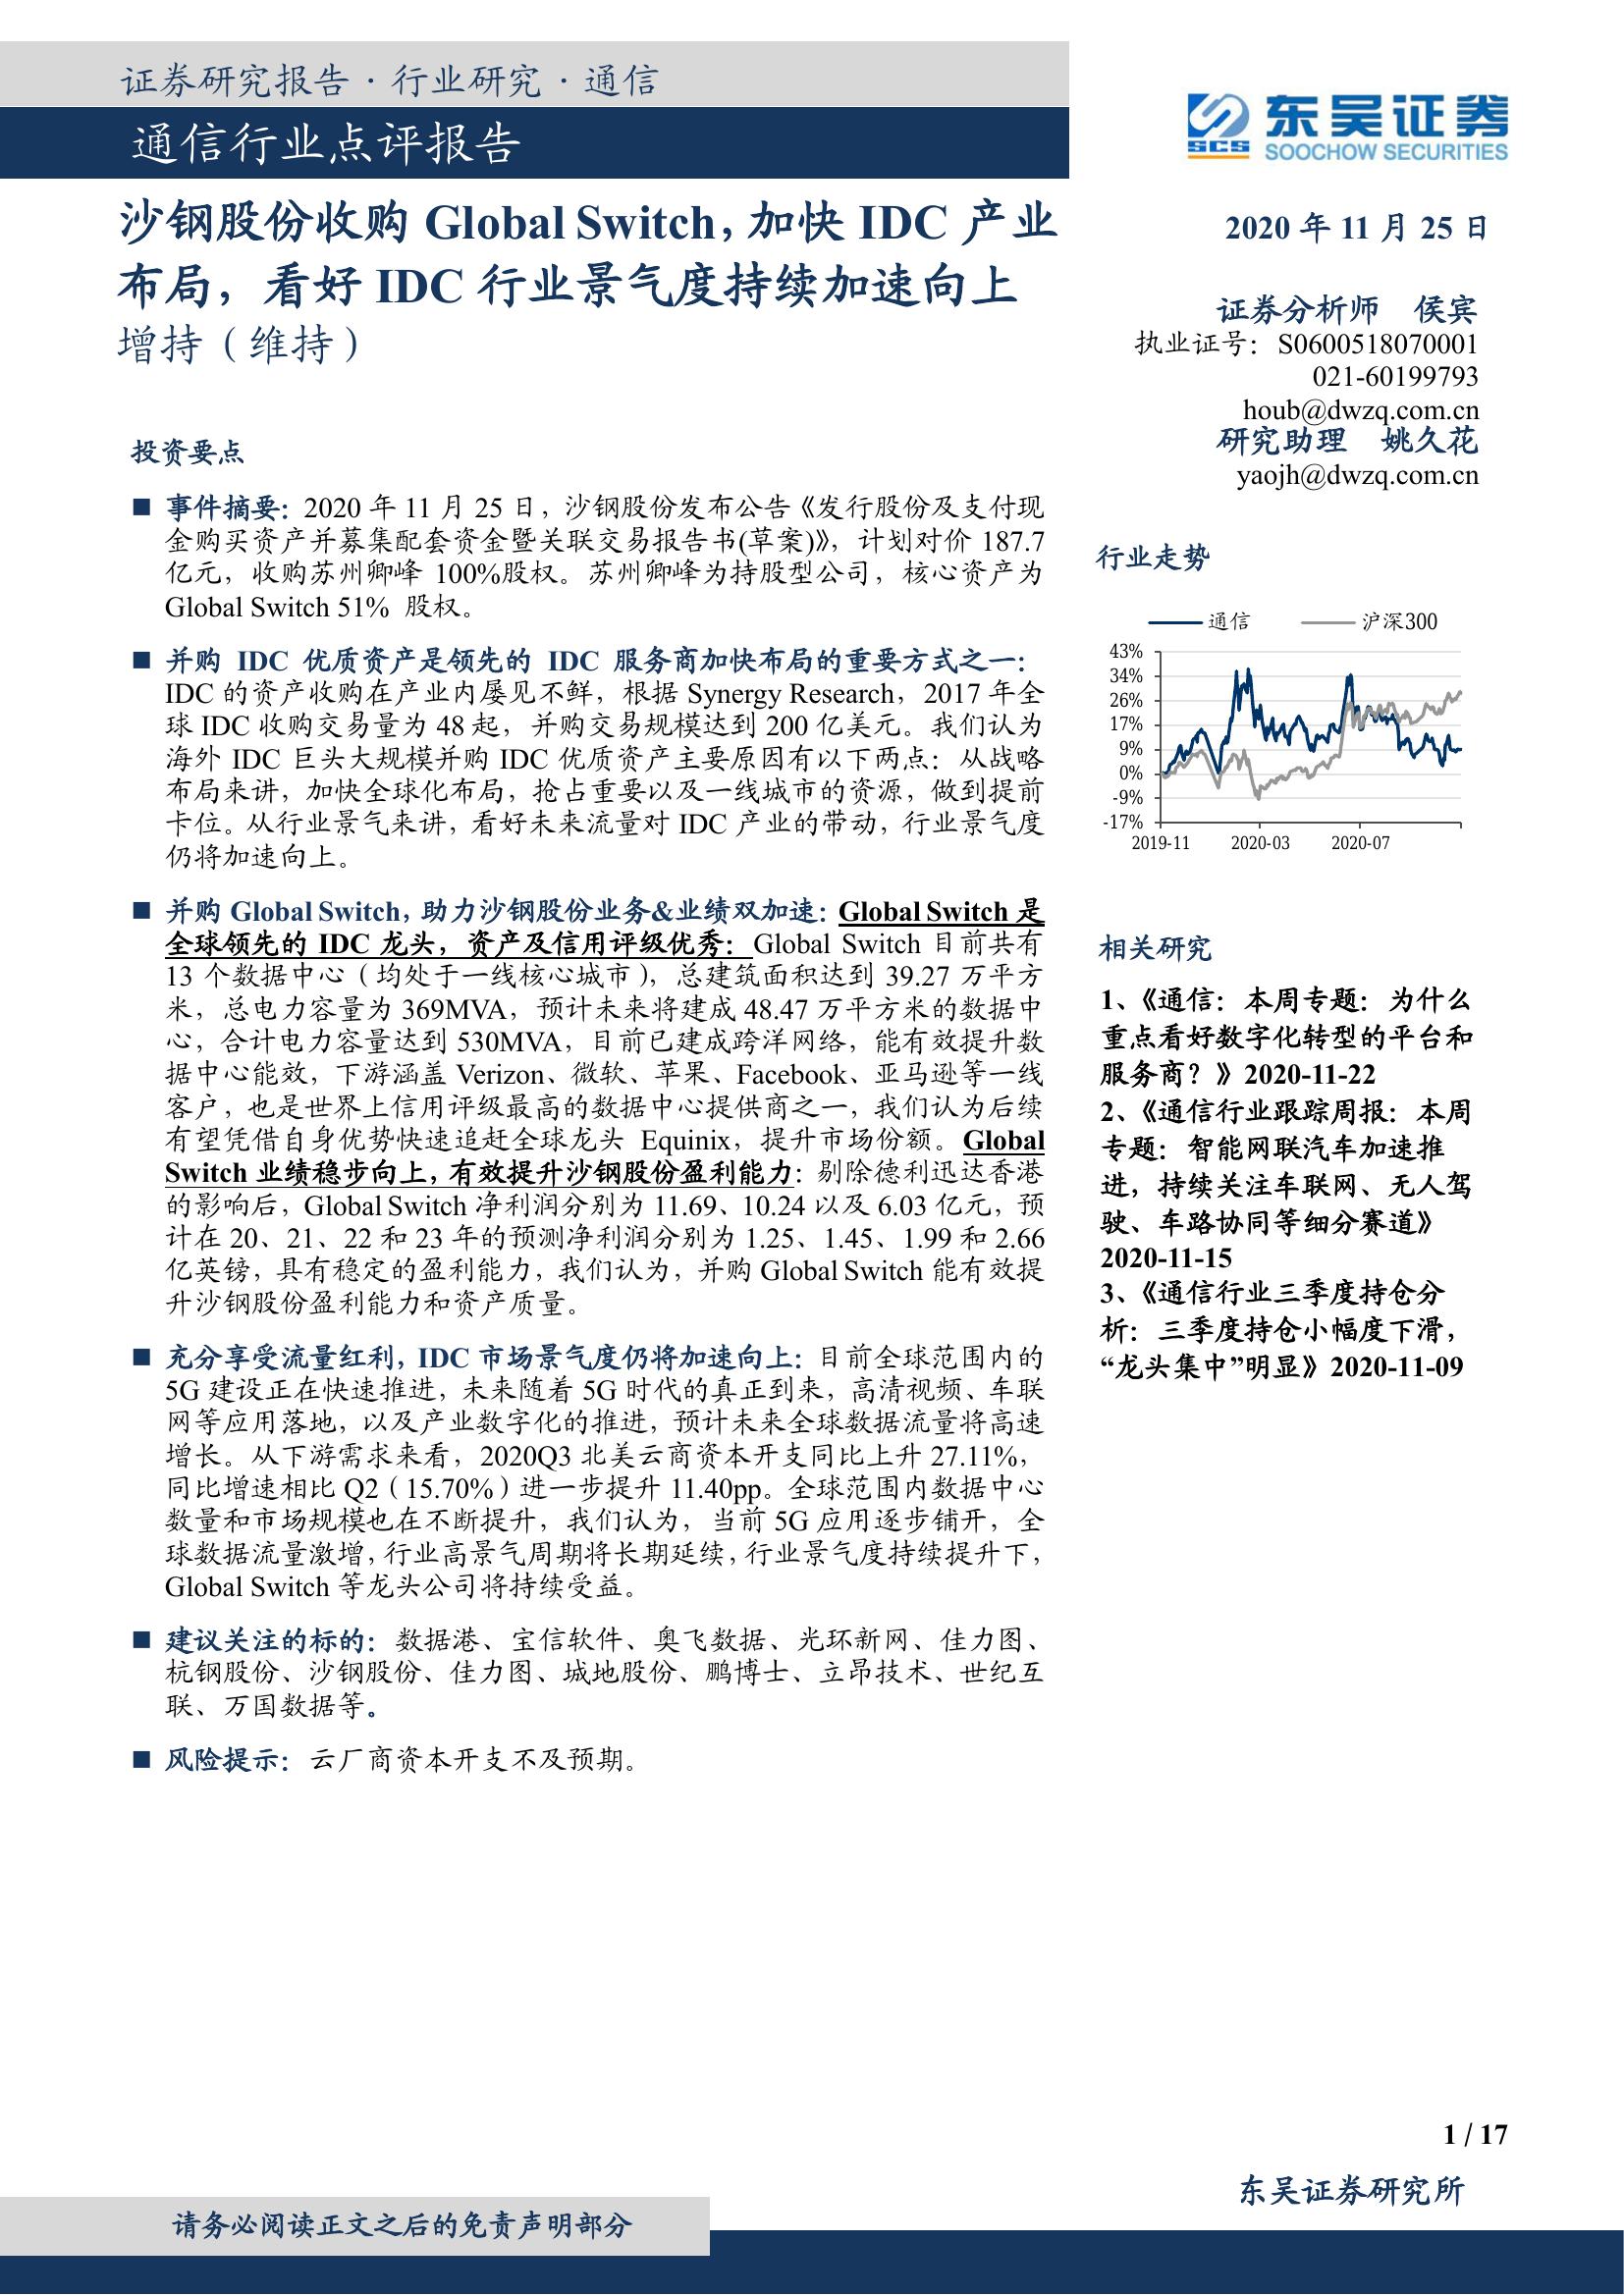 证券研究报告 · 行业研究 · 通信
通信行业点评报告
SCS
东吴证券
SOOCHOW SECURITIES
沙钢股份收购 Global Switch，加快 IDC 产业
布局，看好 IDC 行业景气度持续加速向上
增持（维持）
2020 年 11 月 25 日
证券分析师 侯宾
执业证号：S0600518070001
021-60199793
houb@dwzq.com.cn
研究助理 姚久花
yaojh@dwzq.com.cn
投资要点
■ 事件摘要：2020 年 11 月 25 日，沙钢股份发布公告《发行股份及支付现
金购买资产并募集配套资金暨关联交易报告书(草案)》，计划对价 187.7
亿元，收购苏州卿峰 100%股权。苏州卿峰为持股型公司，核心资产为
Global Switch 51% 股权。
■ 并购 IDC 优质资产是领先的 IDC 服务商加快布局的重要方式之一：
IDC 的资产收购在产业内屡见不鲜，根据 Synergy Research，2017 年全
球 IDC 收购交易量为 48 起，并购交易规模达到 200 亿美元。我们认为
海外 IDC 巨头大规模并购 IDC 优质资产主要原因有以下两点：从战略
布局来讲，加快全球化布局，抢占重要以及一线城市的资源，做到提前
卡位。从行业景气来讲，看好未来流量对 IDC 产业的带动，行业景气度
仍将加速向上。
■ 并购 Global Switch，助力沙钢股份业务&业绩双加速：Global Switch 是
全球领先的 IDC 龙头，资产及信用评级优秀：Global Switch 目前共有
13 个数据中心（均处于一线核心城市），总建筑面积达到 39.27 万平方
米，总电力容量为 369MVA，预计未来将建成 48.47 万平方米的数据中
心，合计电力容量达到 530MVA，目前已建成跨洋网络，能有效提升数
据中心能效，下游涵盖 Verizon、微软、苹果、Facebook、亚马逊等一线
客户，也是世界上信用评级最高的数据中心提供商之一，我们认为后续
有望凭借自身优势快速追赶全球龙头 Equinix，提升市场份额。Global
Switch 业绩稳步向上，有效提升沙钢股份盈利能力：剔除德利迅达香港
的影响后，Global Switch 净利润分别为 11.69、10.24 以及 6.03 亿元，预
计在 20、21、22 和 23 年的预测净利润分别为 1.25、1.45、1.99 和 2.66
亿英镑，具有稳定的盈利能力，我们认为，并购 Global Switch 能有效提
升沙钢股份盈利能力和资产质量。
■ 充分享受流量红利，IDC 市场景气度仍将加速向上：目前全球范围内的
5G 建设正在快速推进，未来随着 5G 时代的真正到来，高清视频、车联
网等应用落地，以及产业数字化的推进，预计未来全球数据流量将高速
增长。从下游需求来看，2020Q3 北美云商资本开支同比上升 27.11%，
同比增速相比 Q2（15.70%）进一步提升 11.40pp。全球范围内数据中心
数量和市场规模也在不断提升，我们认为，当前 5G 应用逐步铺开，全
球数据流量激增，行业高景气周期将长期延续，行业景气度持续提升下，
Global Switch 等龙头公司将持续受益。
■ 建议关注的标的：数据港、宝信软件、奥飞数据、光环新网、佳力图、
杭钢股份、沙钢股份、佳力图、城地股份、鹏博士、立昂技术、世纪互
联、万国数据等。
■ 风险提示：云厂商资本开支不及预期。
行业走势
通信 沪深300
43%
34%
26%
17%
9%
0%
-9%
-17%
2019-11 2020-03 2020-07
相关研究
1、《通信：本周专题：为什么
重点看好数字化转型的平台和
服务商？》2020-11-22
2、《通信行业跟踪周报：本周
专题：智能网联汽车加速推
进，持续关注车联网、无人驾
驶、车路协同等细分赛道》
2020-11-15
3、《通信行业三季度持仓分
析：三季度持仓小幅度下滑，
“龙头集中”明显》2020-11-09
1 / 17
东吴证券研究所
请务必阅读正文之后的免责声明部分